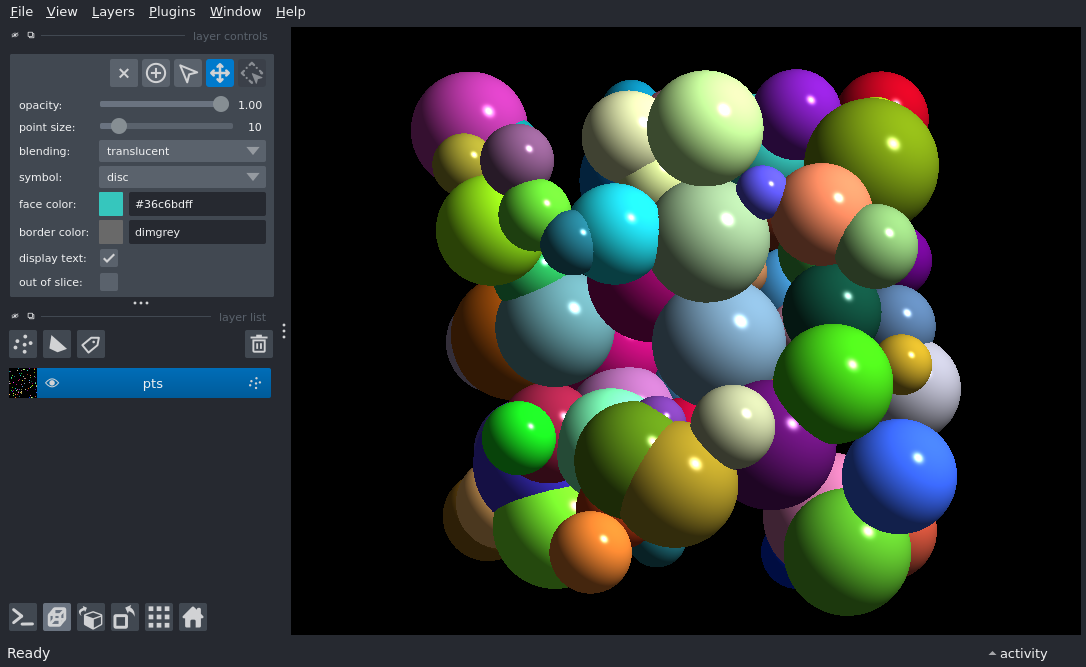 File View Layers Plugins Window Help
layer controls
opacity: 1.00
point size: 10
blending: translucent
symbol: disc
face color: #36c6bdff
border color: dimgrey
display text:
out of slice:
layer list
pts
Ready activity